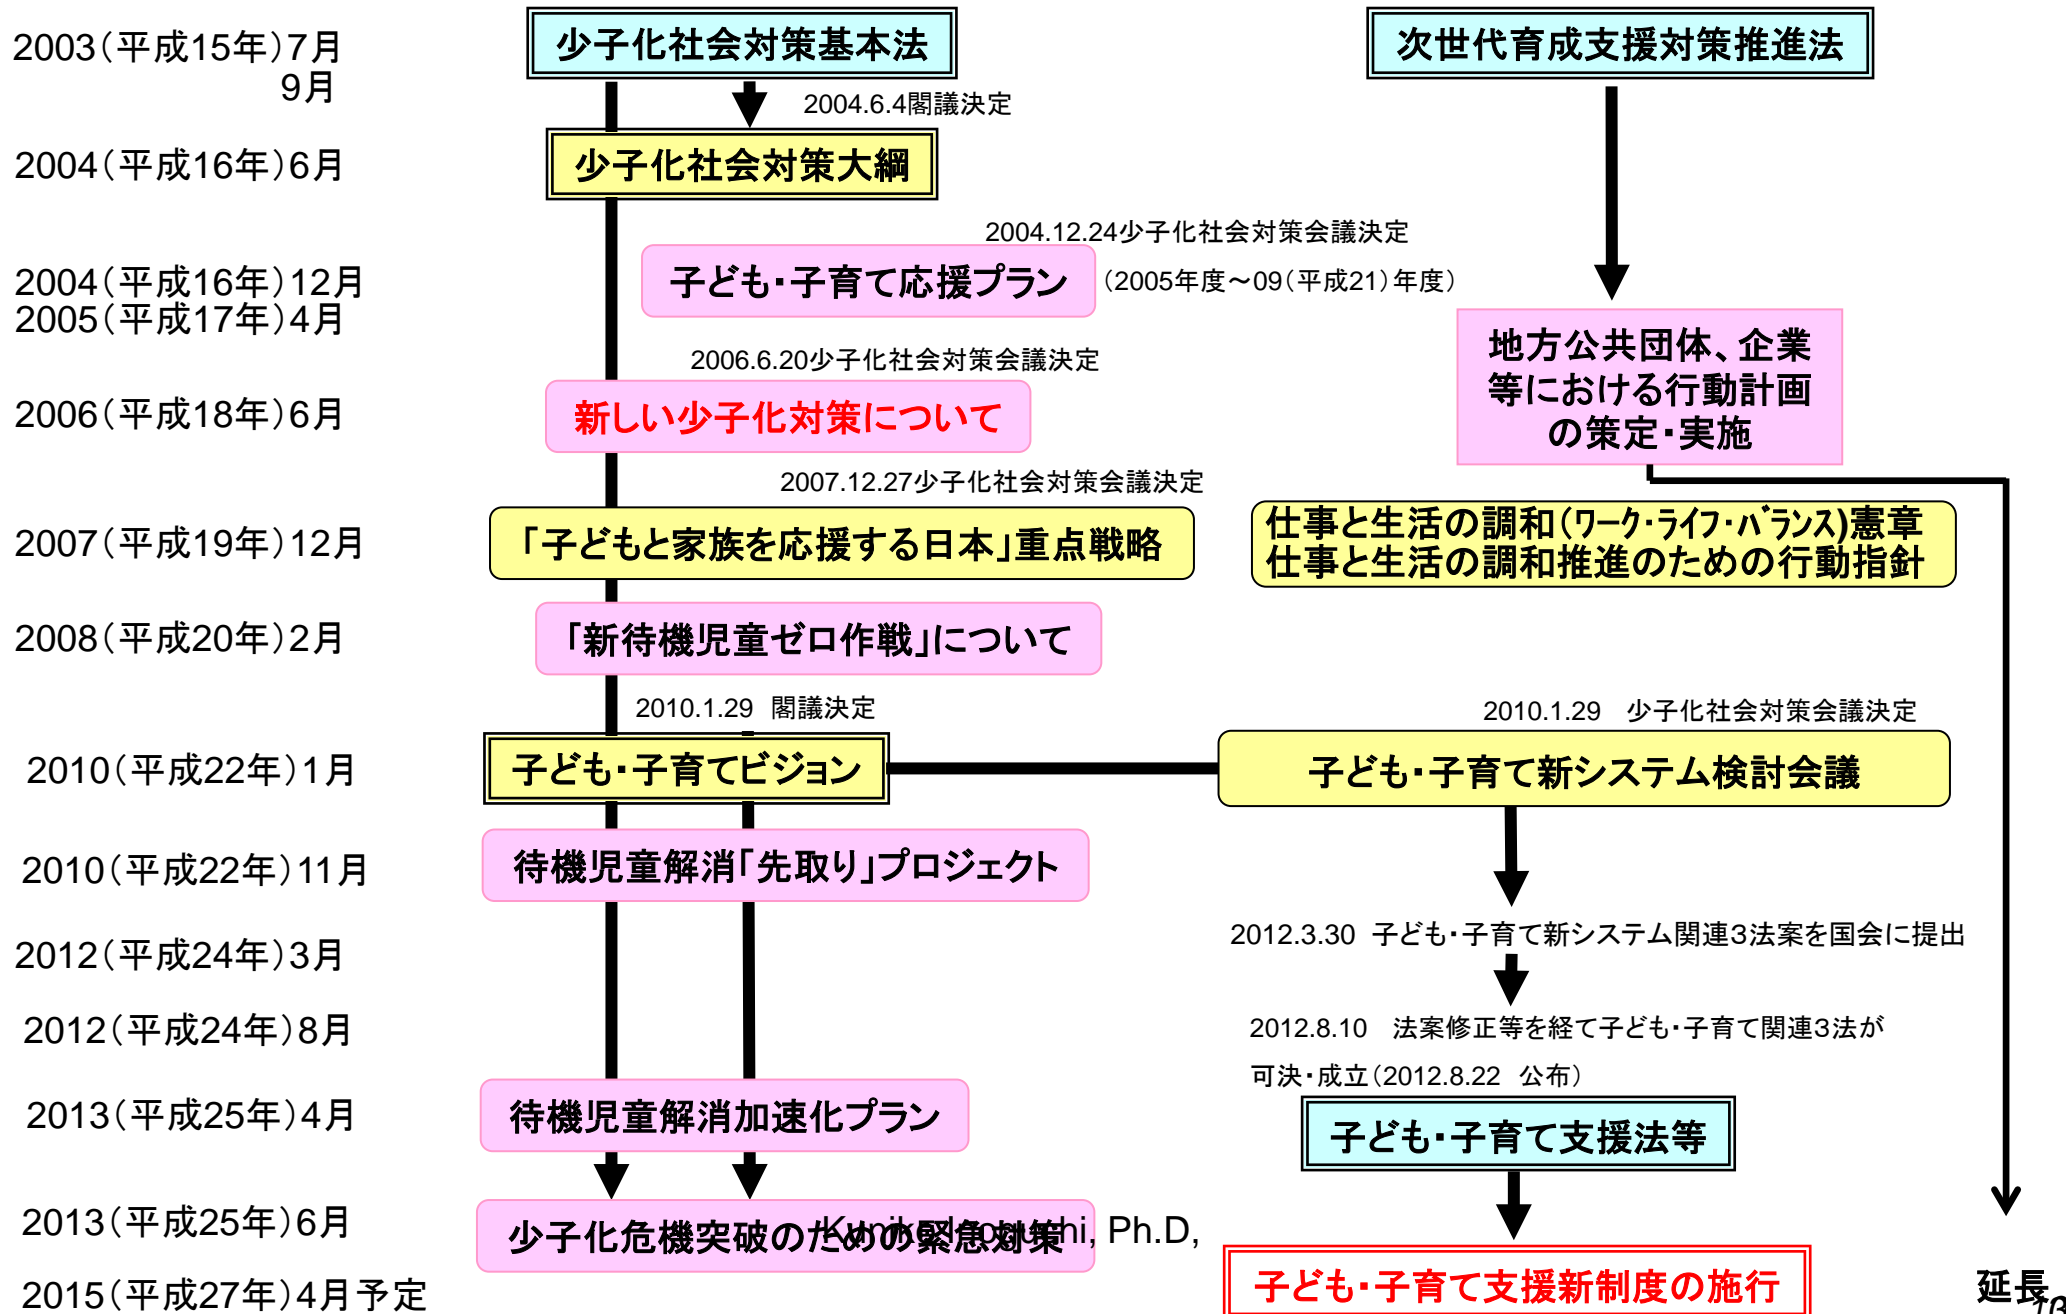 2003(平成15年)7月
少子化社会対策基本法
次世代育成支援対策推進法
9月
2004.6.4閣議決定
2004(平成16年)6月
少子化社会対策大綱
2004.12.24少子化社会対策会議決定
2004(平成16年)12月
子ども・子育て応援プラン
(2005年度～09(平成21)年度)
2005(平成17年)4月
地方公共団体、企業
等における行動計画
の策定・実施
2006.6.20少子化社会対策会議決定
2006(平成18年)6月
新しい少子化対策について
2007.12.27少子化社会対策会議決定
2007(平成19年)12月
「子どもと家族を応援する日本」重点戦略
仕事と生活の調和(ワーク・ライフ・バランス)憲章
仕事と生活の調和推進のための行動指針
2008(平成20年)2月
「新待機児童ゼロ作戦」について
2010.1.29 閣議決定
2010.1.29 少子化社会対策会議決定
2010(平成22年)1月
子ども・子育てビジョン
子ども・子育て新システム検討会議
2010(平成22年)11月
待機児童解消「先取り」プロジェクト
2012(平成24年)3月
2012.3.30 子ども・子育て新システム関連3法案を国会に提出
2012(平成24年)8月
2012.8.10 法案修正等を経て子ども・子育て関連3法が
可決・成立(2012.8.22 公布)
2013(平成25年)4月
待機児童解消加速化プラン
子ども・子育て支援法等
2013(平成25年)6月
少子化危機突破のための緊急対策
Kuniko Inoguchi, Ph.D,
2015(平成27年)4月予定
子ども・子育て支援新制度の施行
延長